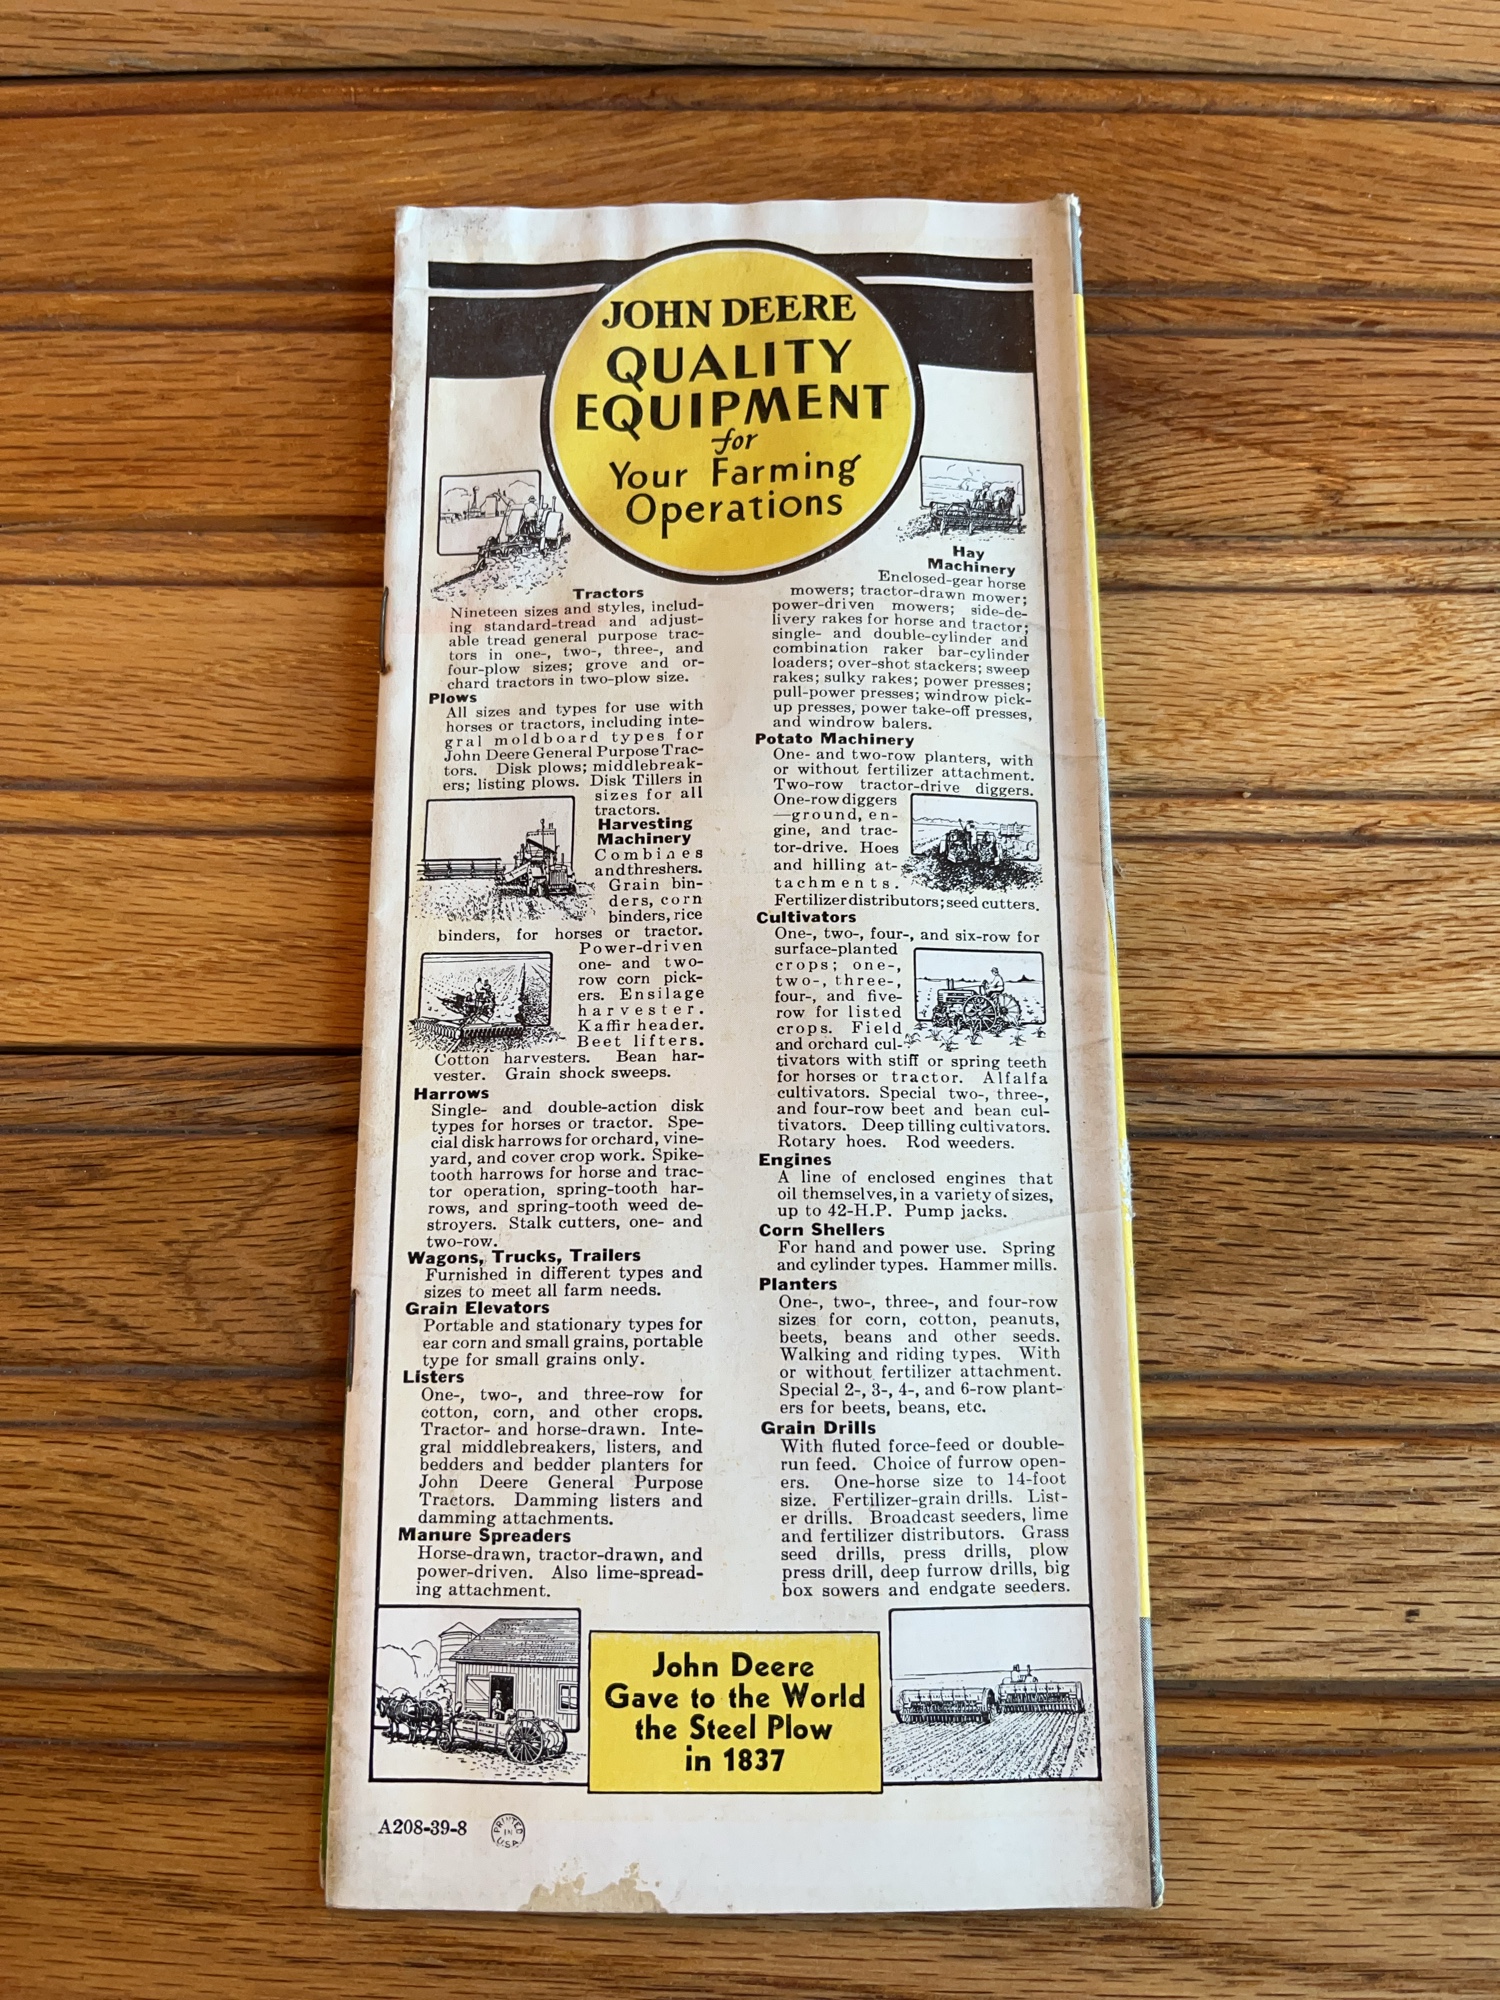 JOHN DEERE
QUALITY
EQUIPMENT
for
Your Farming
Operations
Tractors
Nineteen sizes and styles, includ-
ing standard-tread and adjust-
able tread general purpose trac-
tors in one-, two-, three-, and
four-plow sizes; grove and or-
chard tractors in two-plow size.
Plows
All sizes and types for use with
horses or tractors, including inte-
gral moldboard types for
John Deere General Purpose Trac-
tors. Disk plows; middlebreak-
ers; listing plows. Disk Tillers in
sizes for all
tractors.
Harvesting
Machinery
Combines
and threshers.
Grain bin-
ders, corn
binders, rice
binders, for horses or tractor.
Power-driven
one- and two-
row corn pick-
ers. Ensilage
harvester.
Kaffir header.
Beet lifters.
Cotton harvesters. Bean har-
vester. Grain shock sweeps.
Harrows
Single- and double-action disk
types for horses or tractor. Spe-
cial disk harrows for orchard, vine-
yard, and cover crop work. Spike-
tooth harrows for horse and trac-
tor operation, spring-tooth har-
rows, and spring-tooth weed de-
stroyers. Stalk cutters, one- and
two-row.
Wagons, Trucks, Trailers
Furnished in different types and
sizes to meet all farm needs.
Grain Elevators
Portable and stationary types for
ear corn and small grains, portable
type for small grains only.
Listers
One-, two-, and three-row for
cotton, corn, and other crops.
Tractor- and horse-drawn. Inte-
gral middlebreakers, listers, and
bedders and bedder planters for
John Deere General Purpose
Tractors. Damming listers and
damming attachments.
Manure Spreaders
Horse-drawn, tractor-drawn, and
power-driven. Also lime-spread-
ing attachment.
Hay
Machinery
Enclosed-gear horse
mowers; tractor-drawn mower;
power-driven mowers; side-de-
livery rakes for horse and tractor;
single- and double-cylinder and
combination raker bar-cylinder
loaders; over-shot stackers; sweep
rakes; sulky rakes; power presses;
pull-power presses; windrow pick-
up presses, power take-off presses,
and windrow balers.
Potato Machinery
One- and two-row planters, with
or without fertilizer attachment.
Two-row tractor-drive diggers.
One-row diggers
—ground, en-
gine, and trac-
tor-drive. Hoes
and hilling at-
tachments.
Fertilizer distributors; seed cutters.
Cultivators
One-, two-, four-, and six-row for
surface-planted
crops; one-,
two-, three-,
four-, and five-
row for listed
crops. Field
and orchard cul-
tivators with stiff or spring teeth
for horses or tractor. Alfalfa
cultivators. Special two-, three-,
and four-row beet and bean cul-
tivators. Deep tilling cultivators.
Rotary hoes. Rod weeders.
Engines
A line of enclosed engines that
oil themselves, in a variety of sizes,
up to 42-H.P. Pump jacks.
Corn Shellers
For hand and power use. Spring
and cylinder types. Hammer mills.
Planters
One-, two-, three-, and four-row
sizes for corn, cotton, peanuts,
beets, beans and other seeds.
Walking and riding types. With
or without fertilizer attachment.
Special 2-, 3-, 4-, and 6-row plant-
ers for beets, beans, etc.
Grain Drills
With fluted force-feed or double-
run feed. Choice of furrow open-
ers. One-horse size to 14-foot
size. Fertilizer-grain drills. List-
er drills. Broadcast seeders, lime
and fertilizer distributors. Grass
seed drills, press drills, plow
press drill, deep furrow drills, big
box sowers and endgate seeders.
JOHN DEERE
John Deere
Gave to the World
the Steel Plow
in 1837
A208-39-8
PRINTED
IN
U.S.A.